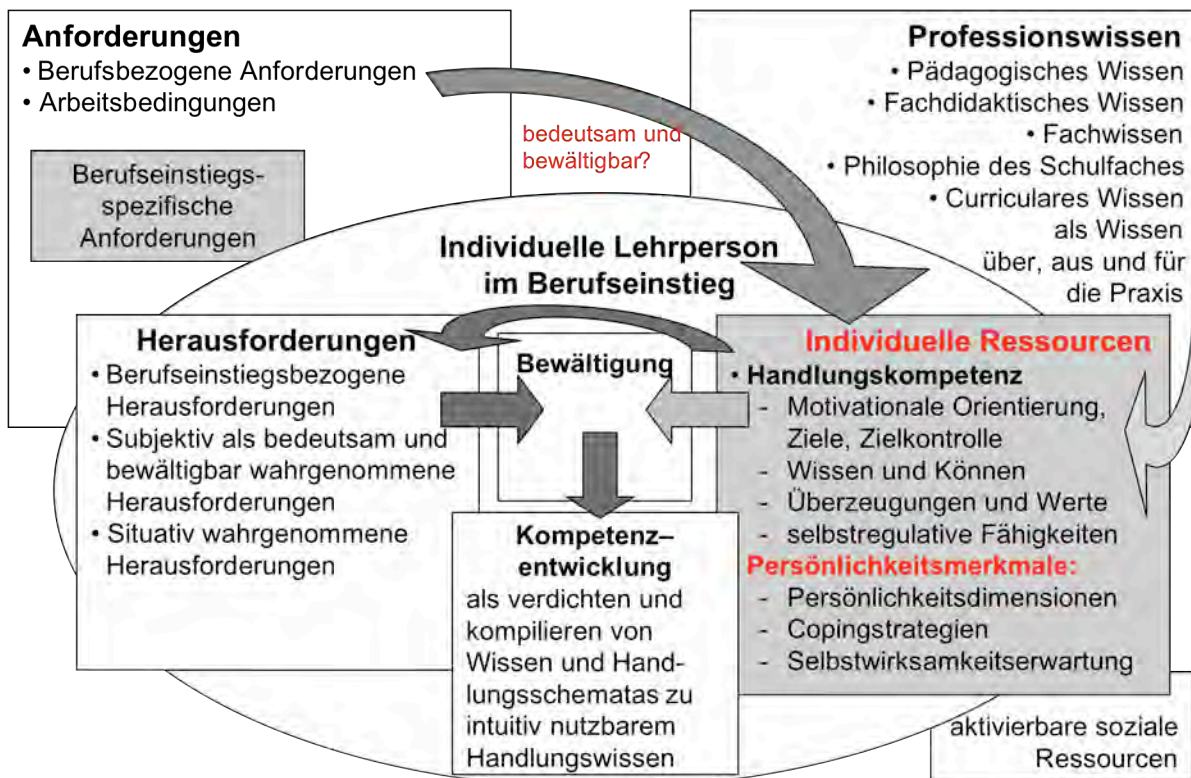 Anforderungen
• Berufsbezogene Anforderungen
• Arbeitsbedingungen
Berufseinstiegs-
spezifische
Anforderungen
bedeutsam und
bewältigbar?
Professionswissen
• Pädagogisches Wissen
• Fachdidaktisches Wissen
• Fachwissen
• Philosophie des Schulfaches
• Curriculares Wissen
als Wissen
über, aus und für
die Praxis
Individuelle Lehrperson
im Berufseinstieg
Herausforderungen
• Berufseinstiegsbezogene
Herausforderungen
• Subjektiv als bedeutsam und
bewältigbar wahrgenommene
Herausforderungen
• Situativ wahrgenommene
Herausforderungen
Bewältigung
Kompetenz–
entwicklung
als verdichten und
kompilieren von
Wissen und Hand-
lungsschematas zu
intuitiv nutzbarem
Handlungswissen
Individuelle Ressourcen
• Handlungskompetenz
- Motivationale Orientierung,
Ziele, Zielkontrolle
- Wissen und Können
- Überzeugungen und Werte
- selbstregulative Fähigkeiten
Persönlichkeitsmerkmale:
- Persönlichkeitsdimensionen
- Copingstrategien
- Selbstwirksamkeitserwartung
aktivierbare soziale
Ressourcen